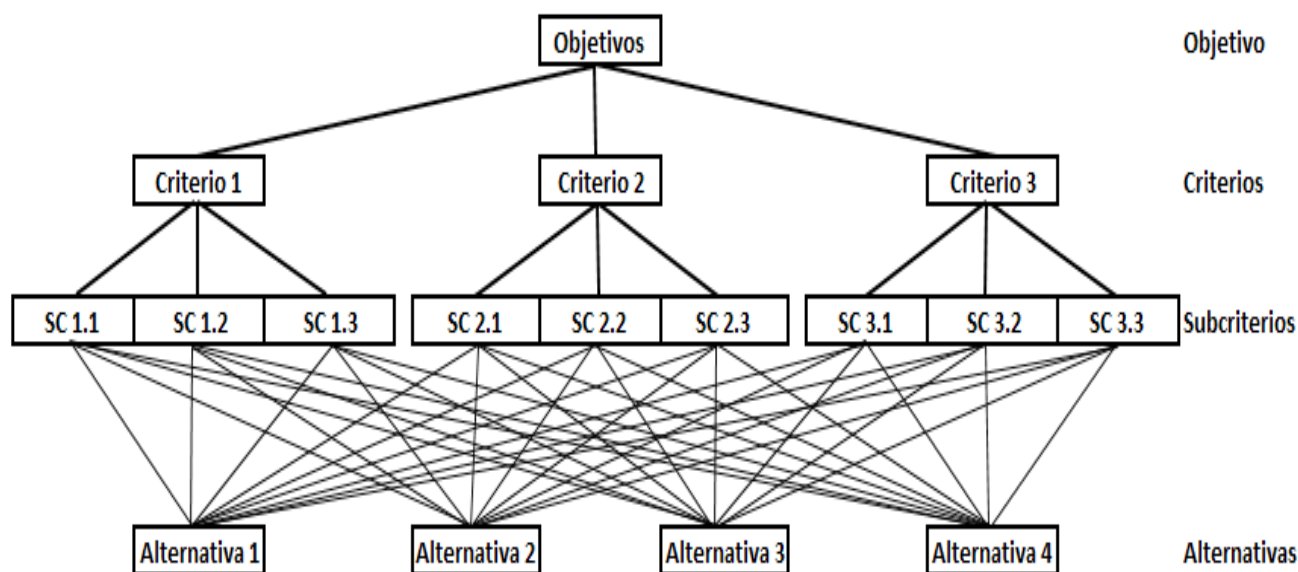 Objetivos Objetivo
Criterio 1 Criterio 2 Criterio 3 Criterios
SC 1.1 SC 1.2 SC 1.3 SC 2.1 SC 2.2 SC 2.3 SC 3.1 SC 3.2 SC 3.3 Subcriterios
Alternativa 1 Alternativa 2 Alternativa 3 Alternativa 4 Alternativas